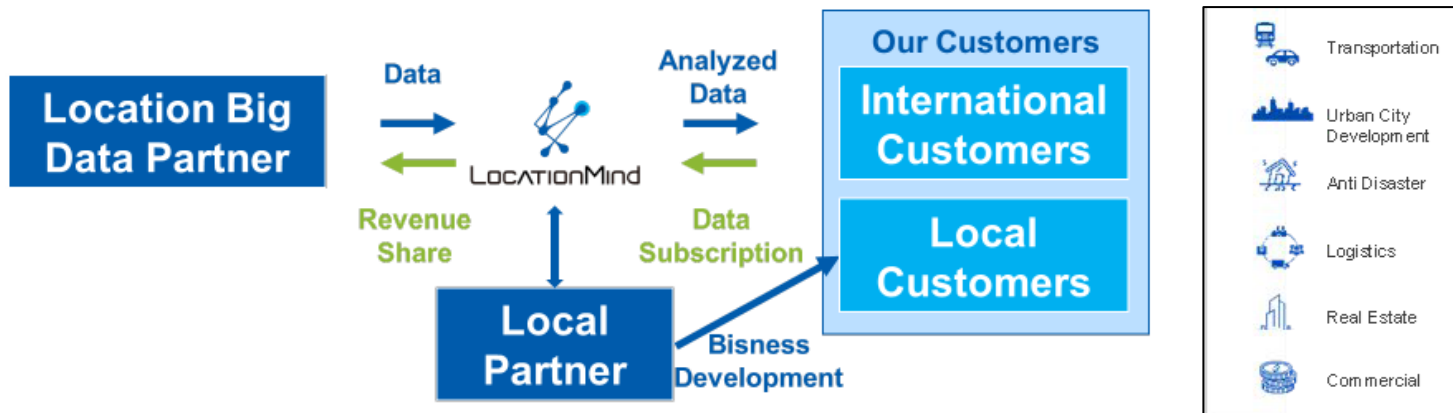 Location Big
Data Partner
Data
Revenue
Share
LOCATIONMIND
Analyzed
Data
Data
Subscription
Local
Partner
Bisness
Development
Our Customers
International
Customers
Local
Customers
Transportation
Urban City
Development
Anti Disaster
Logistics
Real Estate
Commercial